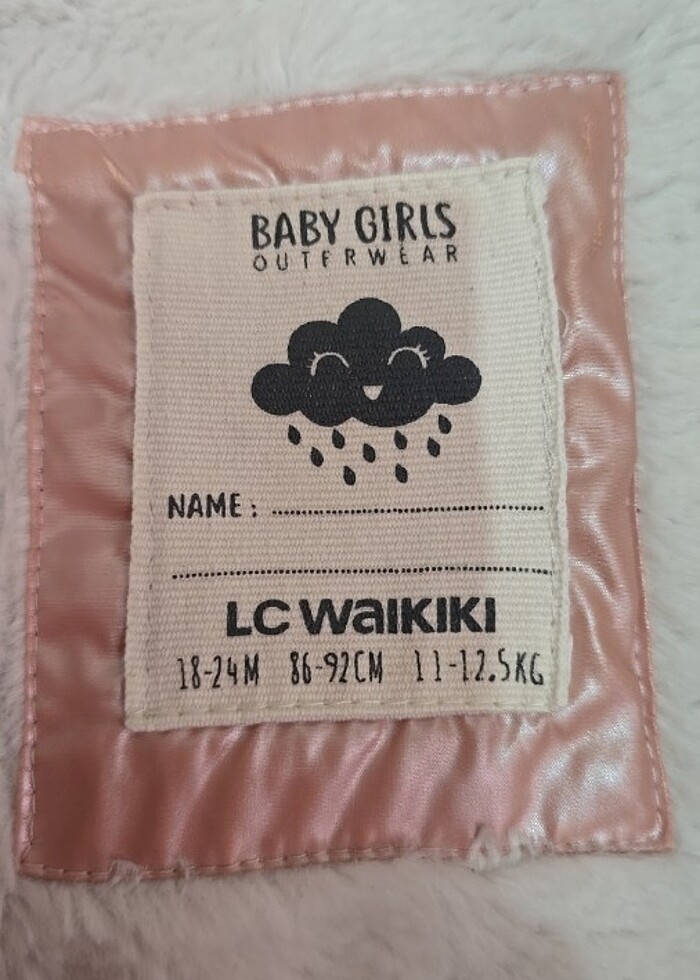 BABY GIRLS
OUTERWEAR
NAME: ..........................................
..........................................................
LC WAIKIKI
18-24M 86-92CM 11-12.5KG